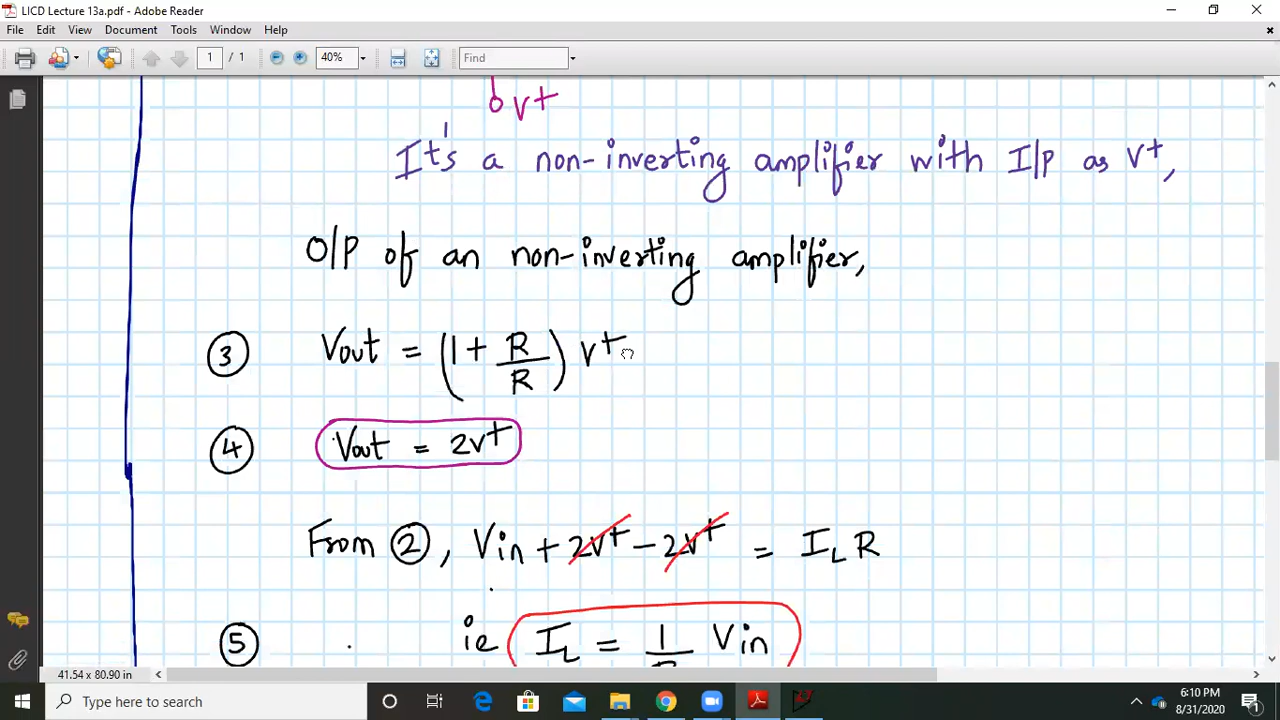 LICD Lecture 13a.pdf - Adobe Reader
File Edit View Document Tools Window Help
1 / 1 40% Find
V+
It's a non-inverting amplifier with I/p as V+,
O/P of an non-inverting amplifier,
③ Vout = (1 + R/R) V+
④ Vout = 2V+
From ②, Vin + 2V+ - 2V+ = IL R
⑤ ie IL = 1/ Vin
41.54 x 80.90 in
Type here to search
6:10 PM
8/31/2020
1